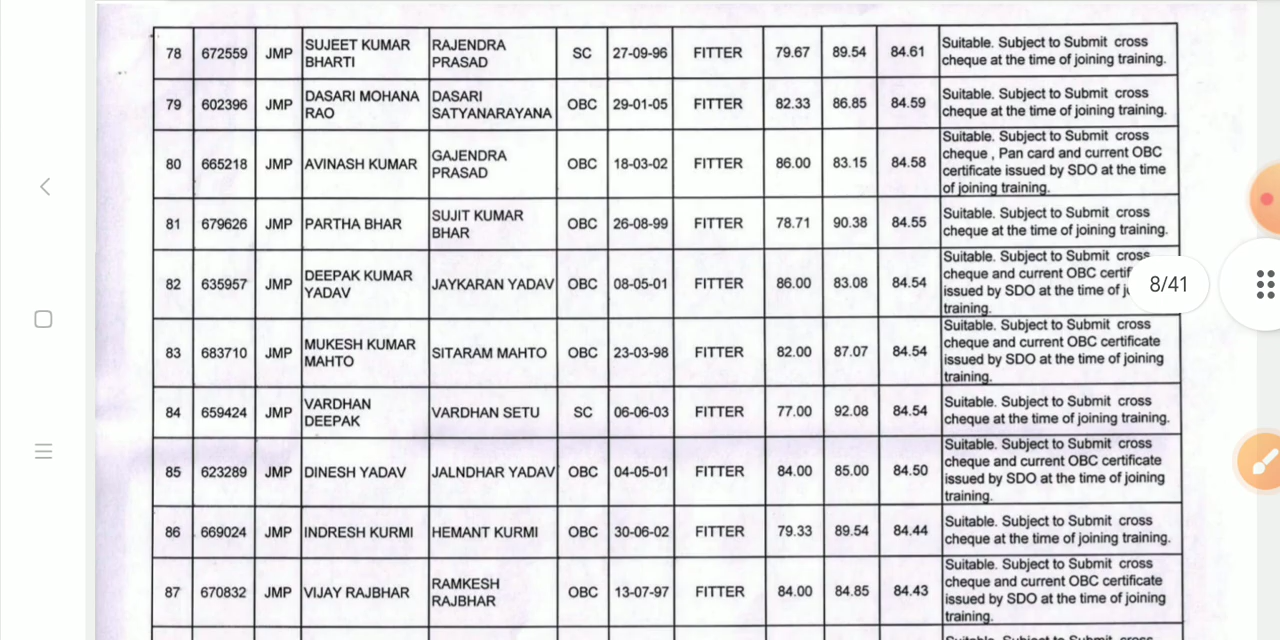 78 672559 JMP SUJEET KUMAR BHARTI RAJENDRA PRASAD SC 27-09-96 FITTER 79.67 89.54 84.61 Suitable. Subject to Submit cross cheque at the time of joining training.
79 602396 JMP DASARI MOHANA RAO DASARI SATYANARAYANA OBC 29-01-05 FITTER 82.33 86.85 84.59 Suitable. Subject to Submit cross cheque at the time of joining training.
80 665218 JMP AVINASH KUMAR GAJENDRA PRASAD OBC 18-03-02 FITTER 86.00 83.15 84.58 Suitable. Subject to Submit cross cheque , Pan card and current OBC certificate issued by SDO at the time of joining training.
81 679626 JMP PARTHA BHAR SUJIT KUMAR BHAR OBC 26-08-99 FITTER 78.71 90.38 84.55 Suitable. Subject to Submit cross cheque at the time of joining training.
82 635957 JMP DEEPAK KUMAR YADAV JAYKARAN YADAV OBC 08-05-01 FITTER 86.00 83.08 84.54 Suitable. Subject to Submit cross cheque and current OBC certif issued by SDO at the time of training.
8/41
83 683710 JMP MUKESH KUMAR MAHTO SITARAM MAHTO OBC 23-03-98 FITTER 82.00 87.07 84.54 Suitable. Subject to Submit cross cheque and current OBC certificate issued by SDO at the time of joining training.
84 659424 JMP VARDHAN DEEPAK VARDHAN SETU SC 06-06-03 FITTER 77.00 92.08 84.54 Suitable. Subject to Submit cross cheque at the time of joining training.
85 623289 JMP DINESH YADAV JALNDHAR YADAV OBC 04-05-01 FITTER 84.00 85.00 84.50 Suitable. Subject to Submit cross cheque and current OBC certificate issued by SDO at the time of joining training.
86 669024 JMP INDRESH KURMI HEMANT KURMI OBC 30-06-02 FITTER 79.33 89.54 84.44 Suitable. Subject to Submit cross cheque at the time of joining training.
87 670832 JMP VIJAY RAJBHAR RAMKESH RAJBHAR OBC 13-07-97 FITTER 84.00 84.85 84.43 Suitable. Subject to Submit cross cheque and current OBC certificate issued by SDO at the time of joining training.